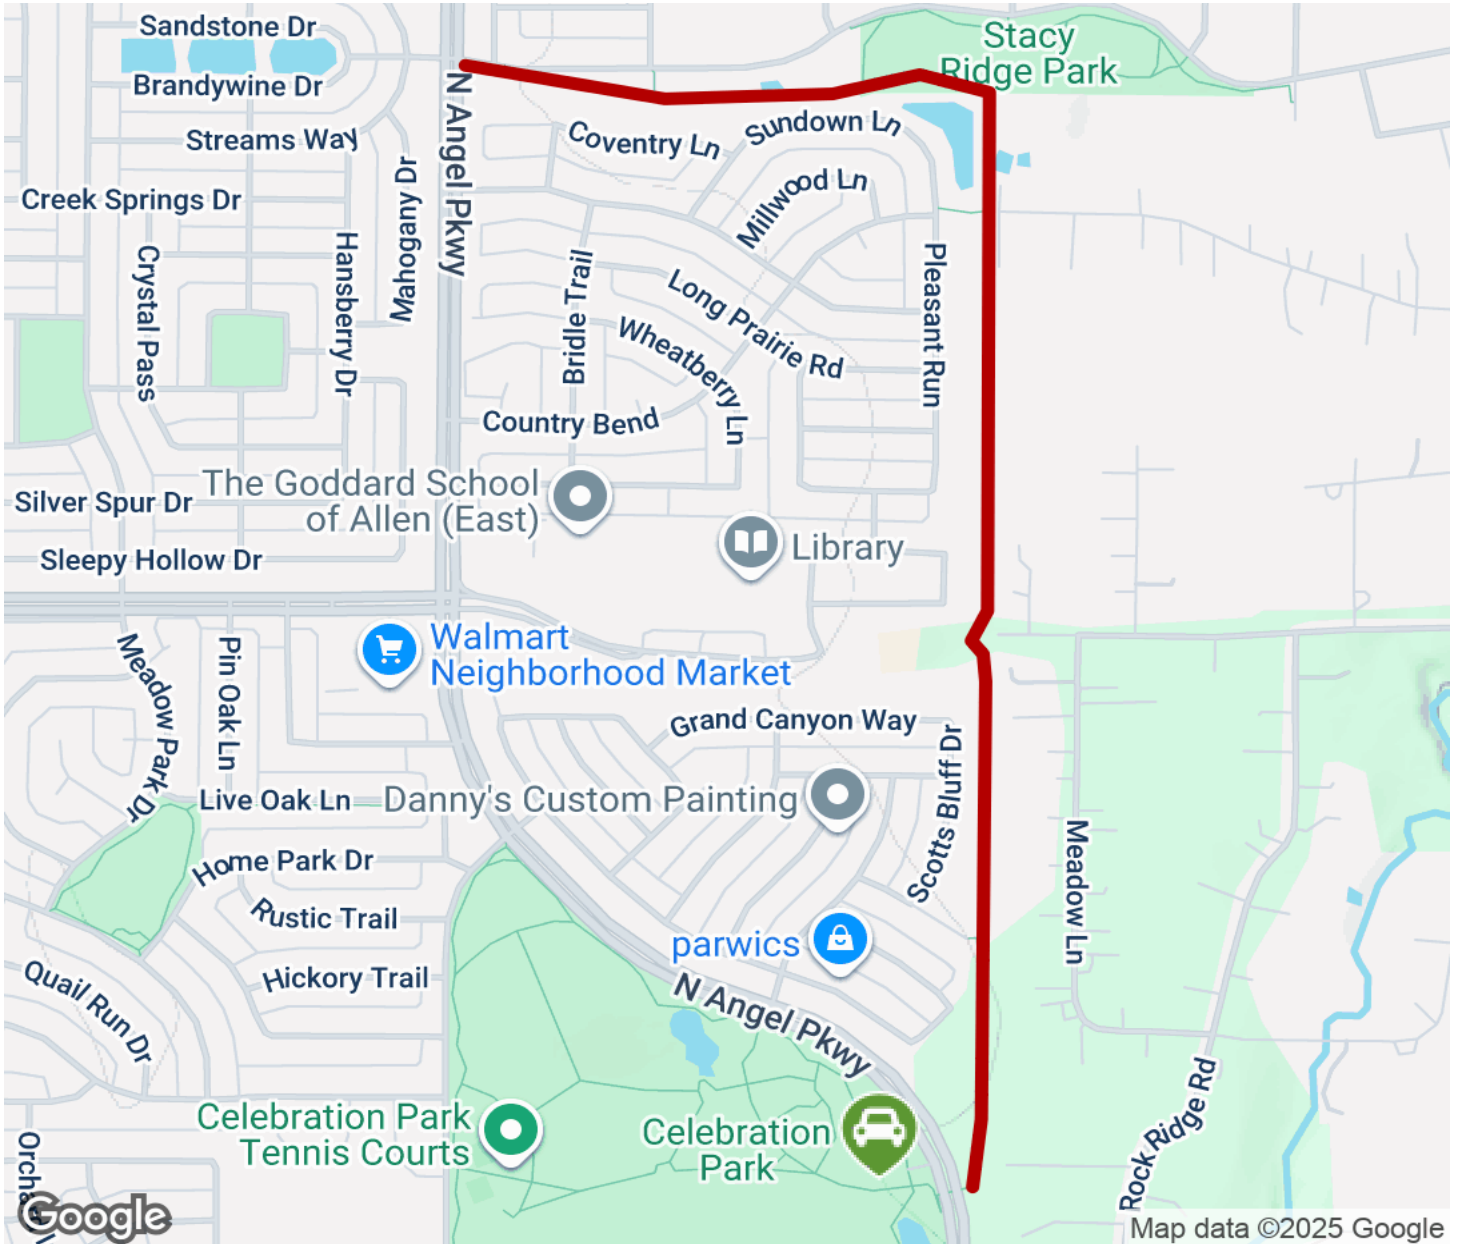 Sandstone Dr
Stacy
Ridge Park
Brandywine Dr
N Angel Pkwy
Streams Way
Coventry Ln
Sundown Ln
Millwood Ln
Creek Springs Dr
Mahogany Dr
Crystal Pass
Hansberry Dr
Bridle Trail
Long Prairie Rd
Pleasant Run
Wheatberry Ln
Country Bend
The Goddard School
of Allen (East)
Silver Spur Dr
Library
Sleepy Hollow Dr
Walmart
Neighborhood Market
Meadow Park Dr
Pin Oak Ln
Grand Canyon Way
Scotts Bluff Dr
Live Oak Ln
Danny's Custom Painting
Meadow Ln
Home Park Dr
Rustic Trail
parwics
Hickory Trail
Quail Run Dr
N Angel Pkwy
Celebration Park
Tennis Courts
Celebration
Park
Rock Ridge Rd
Google
Map data ©2025 Google